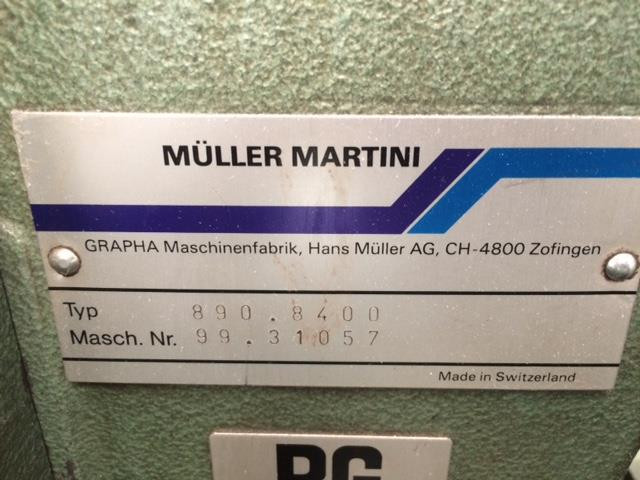 MÜLLER MARTINI
GRAPHA Maschinenfabrik, Hans Müller AG, CH-4800 Zofingen
Typ 890.8400
Masch. Nr. 99.31057
Made in Switzerland